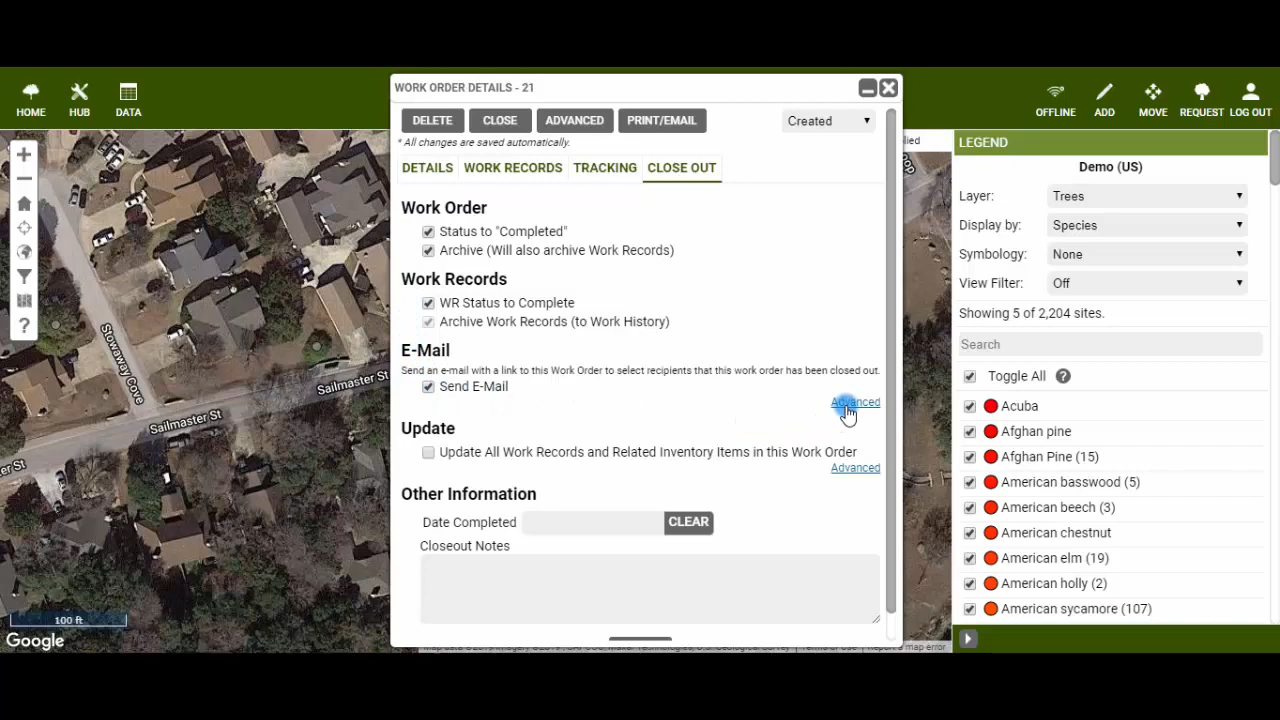 HOME
HUB
DATA
OFFLINE
ADD
MOVE
REQUEST
LOG OUT
WORK ORDER DETAILS - 21
DELETE
CLOSE
ADVANCED
PRINT/EMAIL
Created
* All changes are saved automatically.
DETAILS
WORK RECORDS
TRACKING
CLOSE OUT
Work Order
Status to "Completed"
Archive (Will also archive Work Records)
Work Records
WR Status to Complete
Archive Work Records (to Work History)
E-Mail
Send an e-mail with a link to this Work Order to select recipients that this work order has been closed out.
Send E-Mail
Advanced
Update
Update All Work Records and Related Inventory Items in this Work Order
Advanced
Other Information
Date Completed
CLEAR
Closeout Notes
?
Stowaway Cove
Sailmaster St
Sailmaster St
er St
100 ft
Google
LEGEND
Demo (US)
Layer: Trees
Display by: Species
Symbology: None
View Filter: Off
Showing 5 of 2,204 sites.
Search
Toggle All ?
Acuba
Afghan pine
Afghan Pine (15)
American basswood (5)
American beech (3)
American chestnut
American elm (19)
American holly (2)
American sycamore (107)